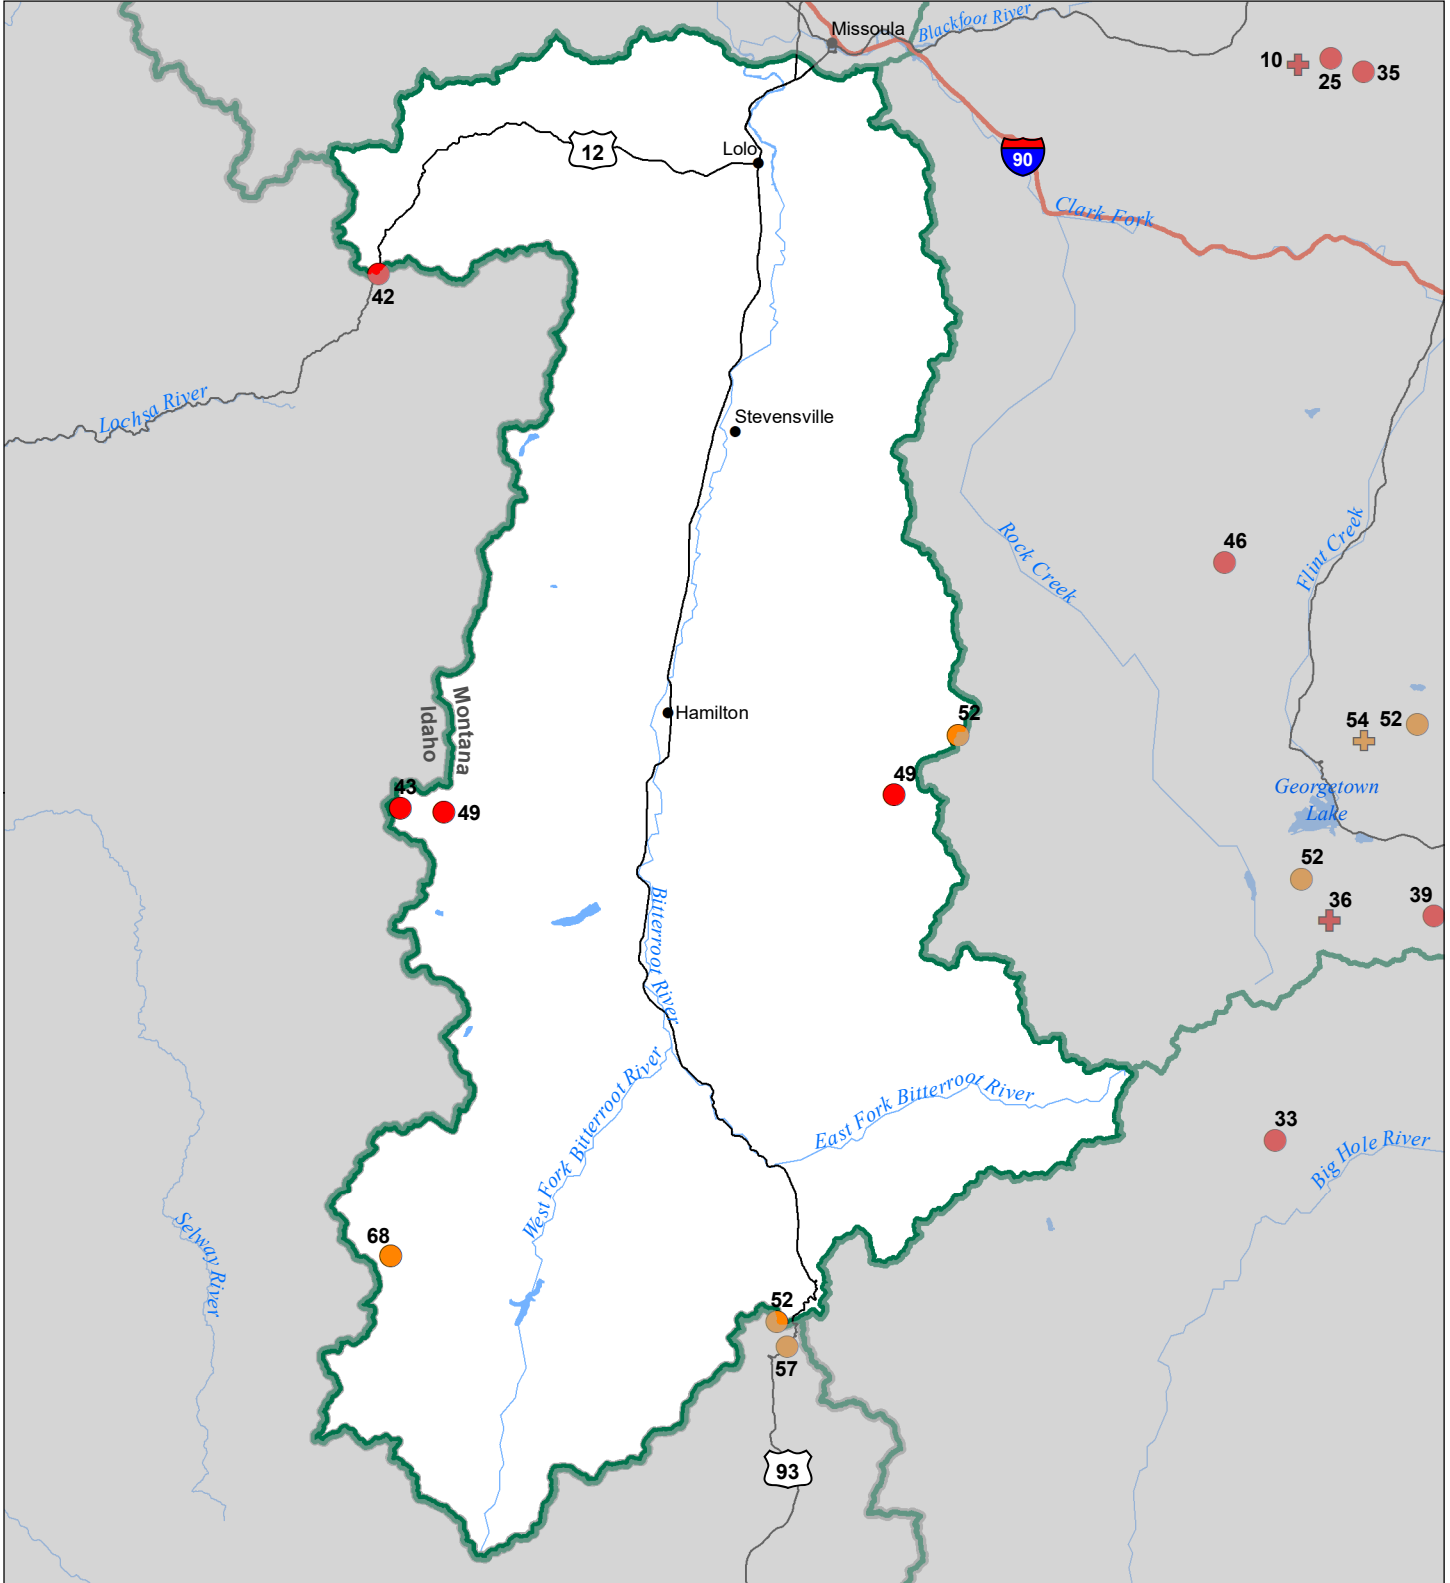 Missoula
Blackfoot River
10
25
35
12
Lolo
90
Clark Fork
42
Lochsa River
Stevensville
46
Flint Creek
Rock Creek
Montana
Idaho
Hamilton
52
54
52
43
49
49
Georgetown
Lake
52
36
39
Bitterroot River
West Fork Bitterroot River
East Fork Bitterroot River
33
Big Hole River
Selway River
68
52
57
93